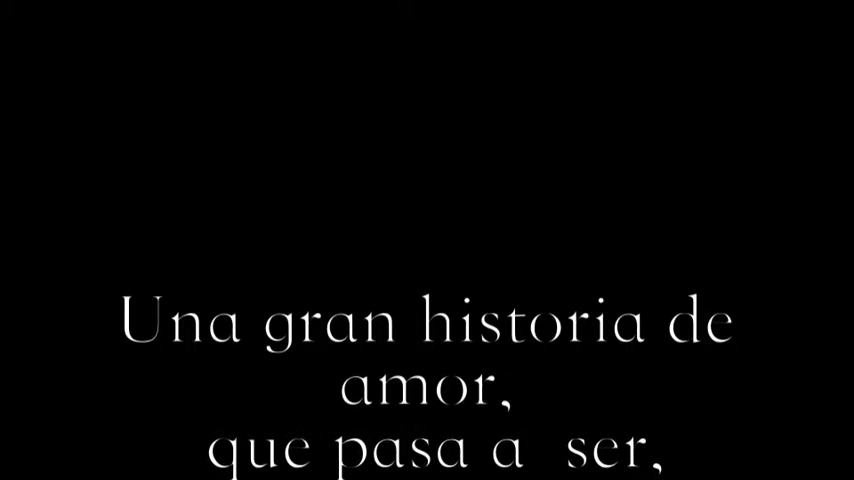 Una gran historia de
amor,
que pasa a  ser,